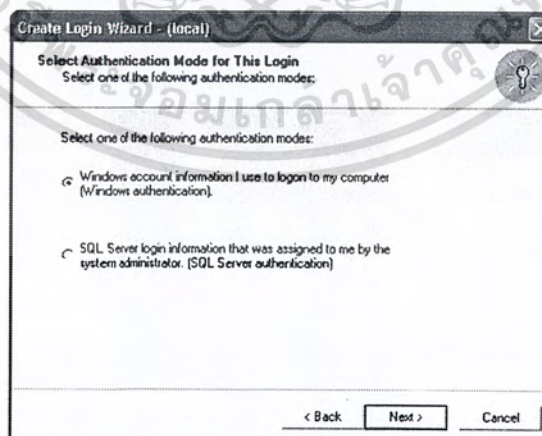 Create Login Wizard - (local)
Select Authentication Mode for This Login
Select one of the following authentication modes:
Select one of the following authentication modes:
Windows account information I use to logon to my computer
(Windows authentication).
SQL Server login information that was assigned to me by the
system administrator. (SQL Server authentication)
< Back
Next >
Cancel